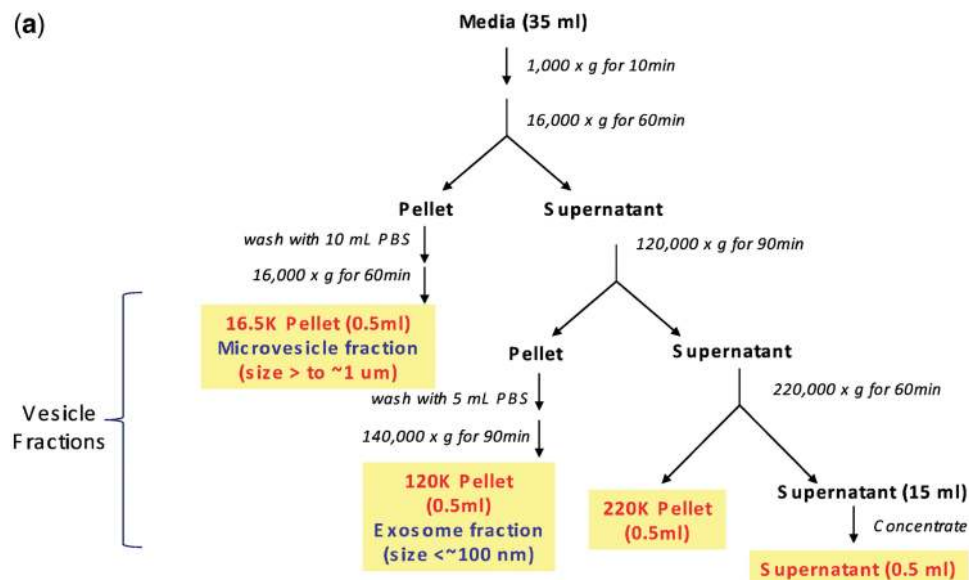 (a)
Media (35 ml)
1,000 x g for 10min
16,000 x g for 60min
Pellet
Supernatant
wash with 10 mL PBS
120,000 x g for 90min
16,000 x g for 60min
16.5K Pellet (0.5ml)
Microvesicle fraction
(size > to ~1 um)
Pellet
Supernatant
wash with 5 mL PBS
220,000 x g for 60min
Vesicle
Fractions
140,000 x g for 90min
120K Pellet
(0.5ml)
Exosome fraction
(size <~100 nm)
220K Pellet
(0.5ml)
Supernatant (15 ml)
Concentrate
Supernatant (0.5 ml)